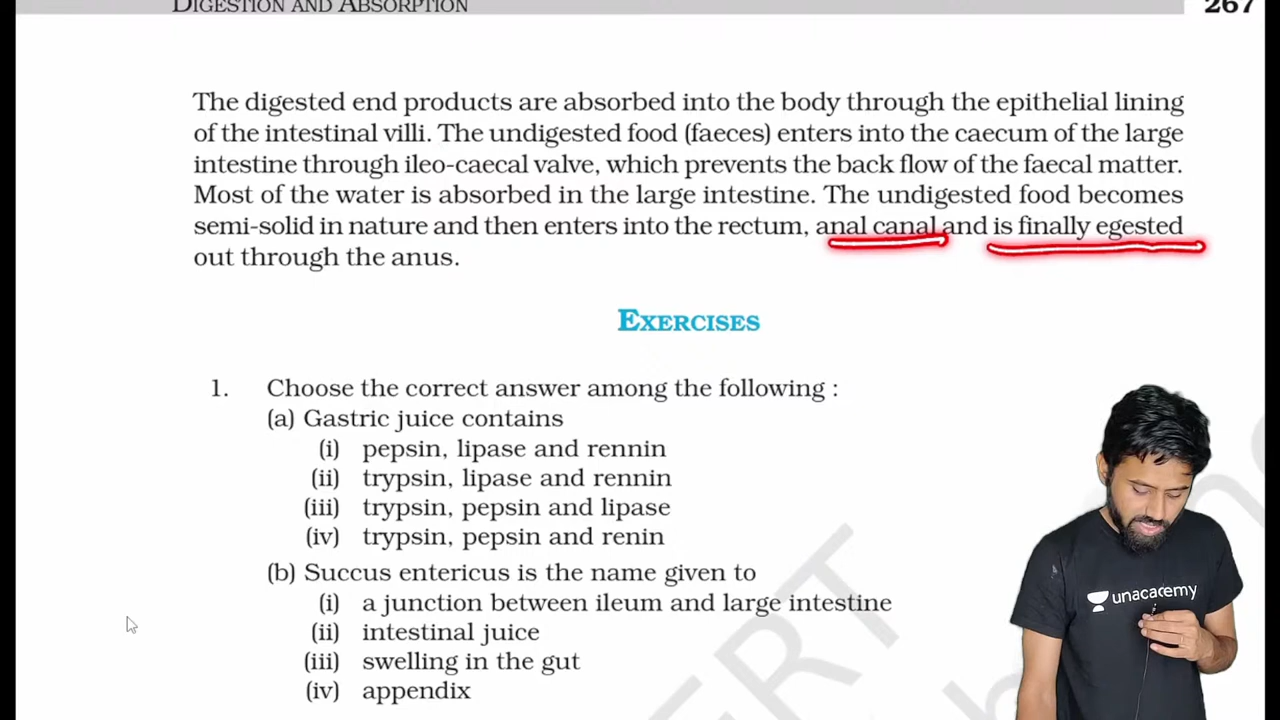 DIGESTION AND ABSORPTION 267
The digested end products are absorbed into the body through the epithelial lining
of the intestinal villi. The undigested food (faeces) enters into the caecum of the large
intestine through ileo-caecal valve, which prevents the back flow of the faecal matter.
Most of the water is absorbed in the large intestine. The undigested food becomes
semi-solid in nature and then enters into the rectum, anal canal and is finally egested
out through the anus.
EXERCISES
1. Choose the correct answer among the following :
(a) Gastric juice contains
(i) pepsin, lipase and rennin
(ii) trypsin, lipase and rennin
(iii) trypsin, pepsin and lipase
(iv) trypsin, pepsin and renin
(b) Succus entericus is the name given to
(i) a junction between ileum and large intestine
(ii) intestinal juice
(iii) swelling in the gut
(iv) appendix
unacademy